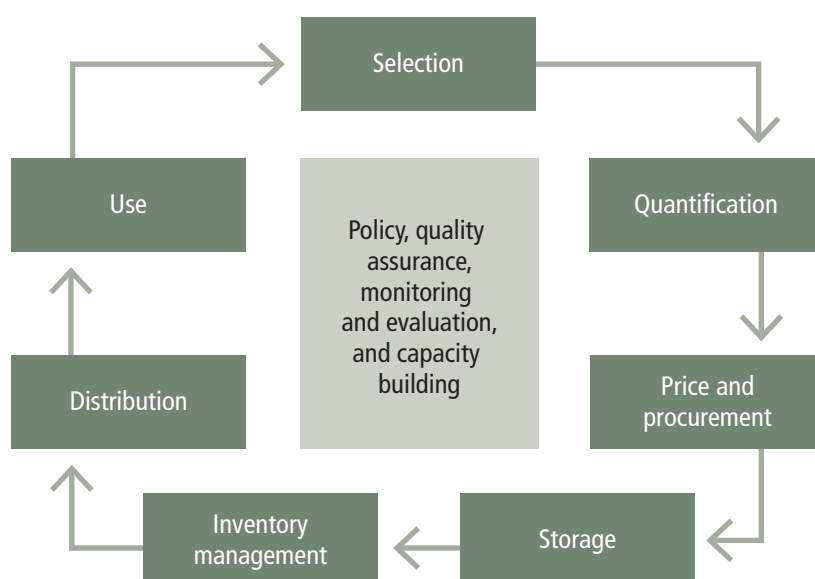 Selection
Quantification
Price and
procurement
Storage
Inventory
management
Distribution
Use
Policy, quality
assurance,
monitoring
and evaluation,
and capacity
building